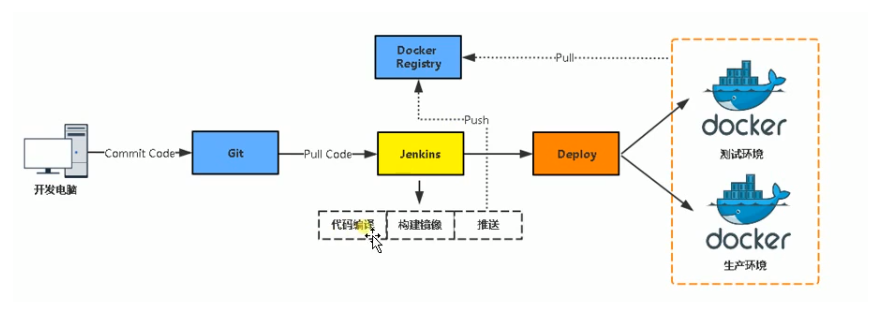 Docker
Registry
Pull
docker
测试环境
Push
开发电脑
Commit Code
Git
Pull Code
Jenkins
Deploy
代码编译
构建镜像
推送
docker
生产环境